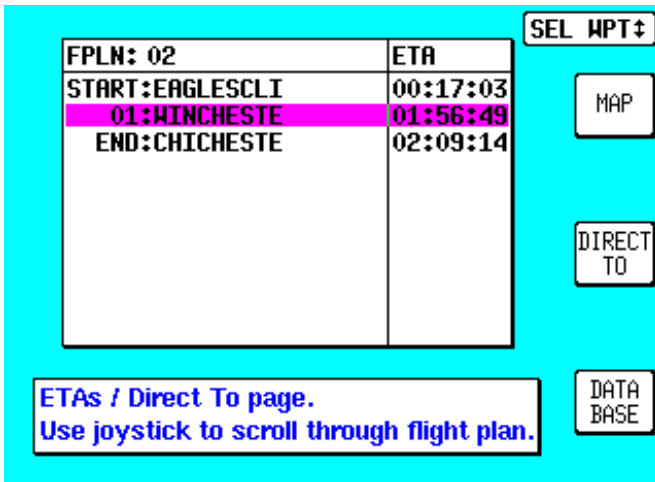 SEL WPT↕
FPLN: 02 ETA
START:EAGLESCLI 00:17:03
01:WINCHESTE 01:56:49
END:CHICHESTE 02:09:14
MAP
DIRECT
TO
DATA
BASE
ETAs / Direct To page.
Use joystick to scroll through flight plan.